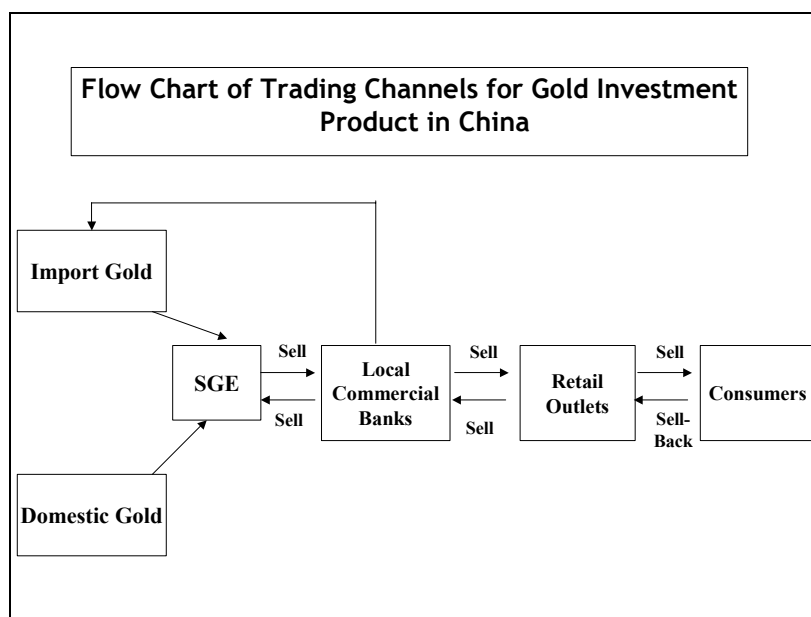 Flow Chart of Trading Channels for Gold Investment
Product in China
Import Gold
SGE
Sell
Sell
Local
Commercial
Banks
Sell
Sell
Retail
Outlets
Sell
Sell-
Back
Consumers
Domestic Gold